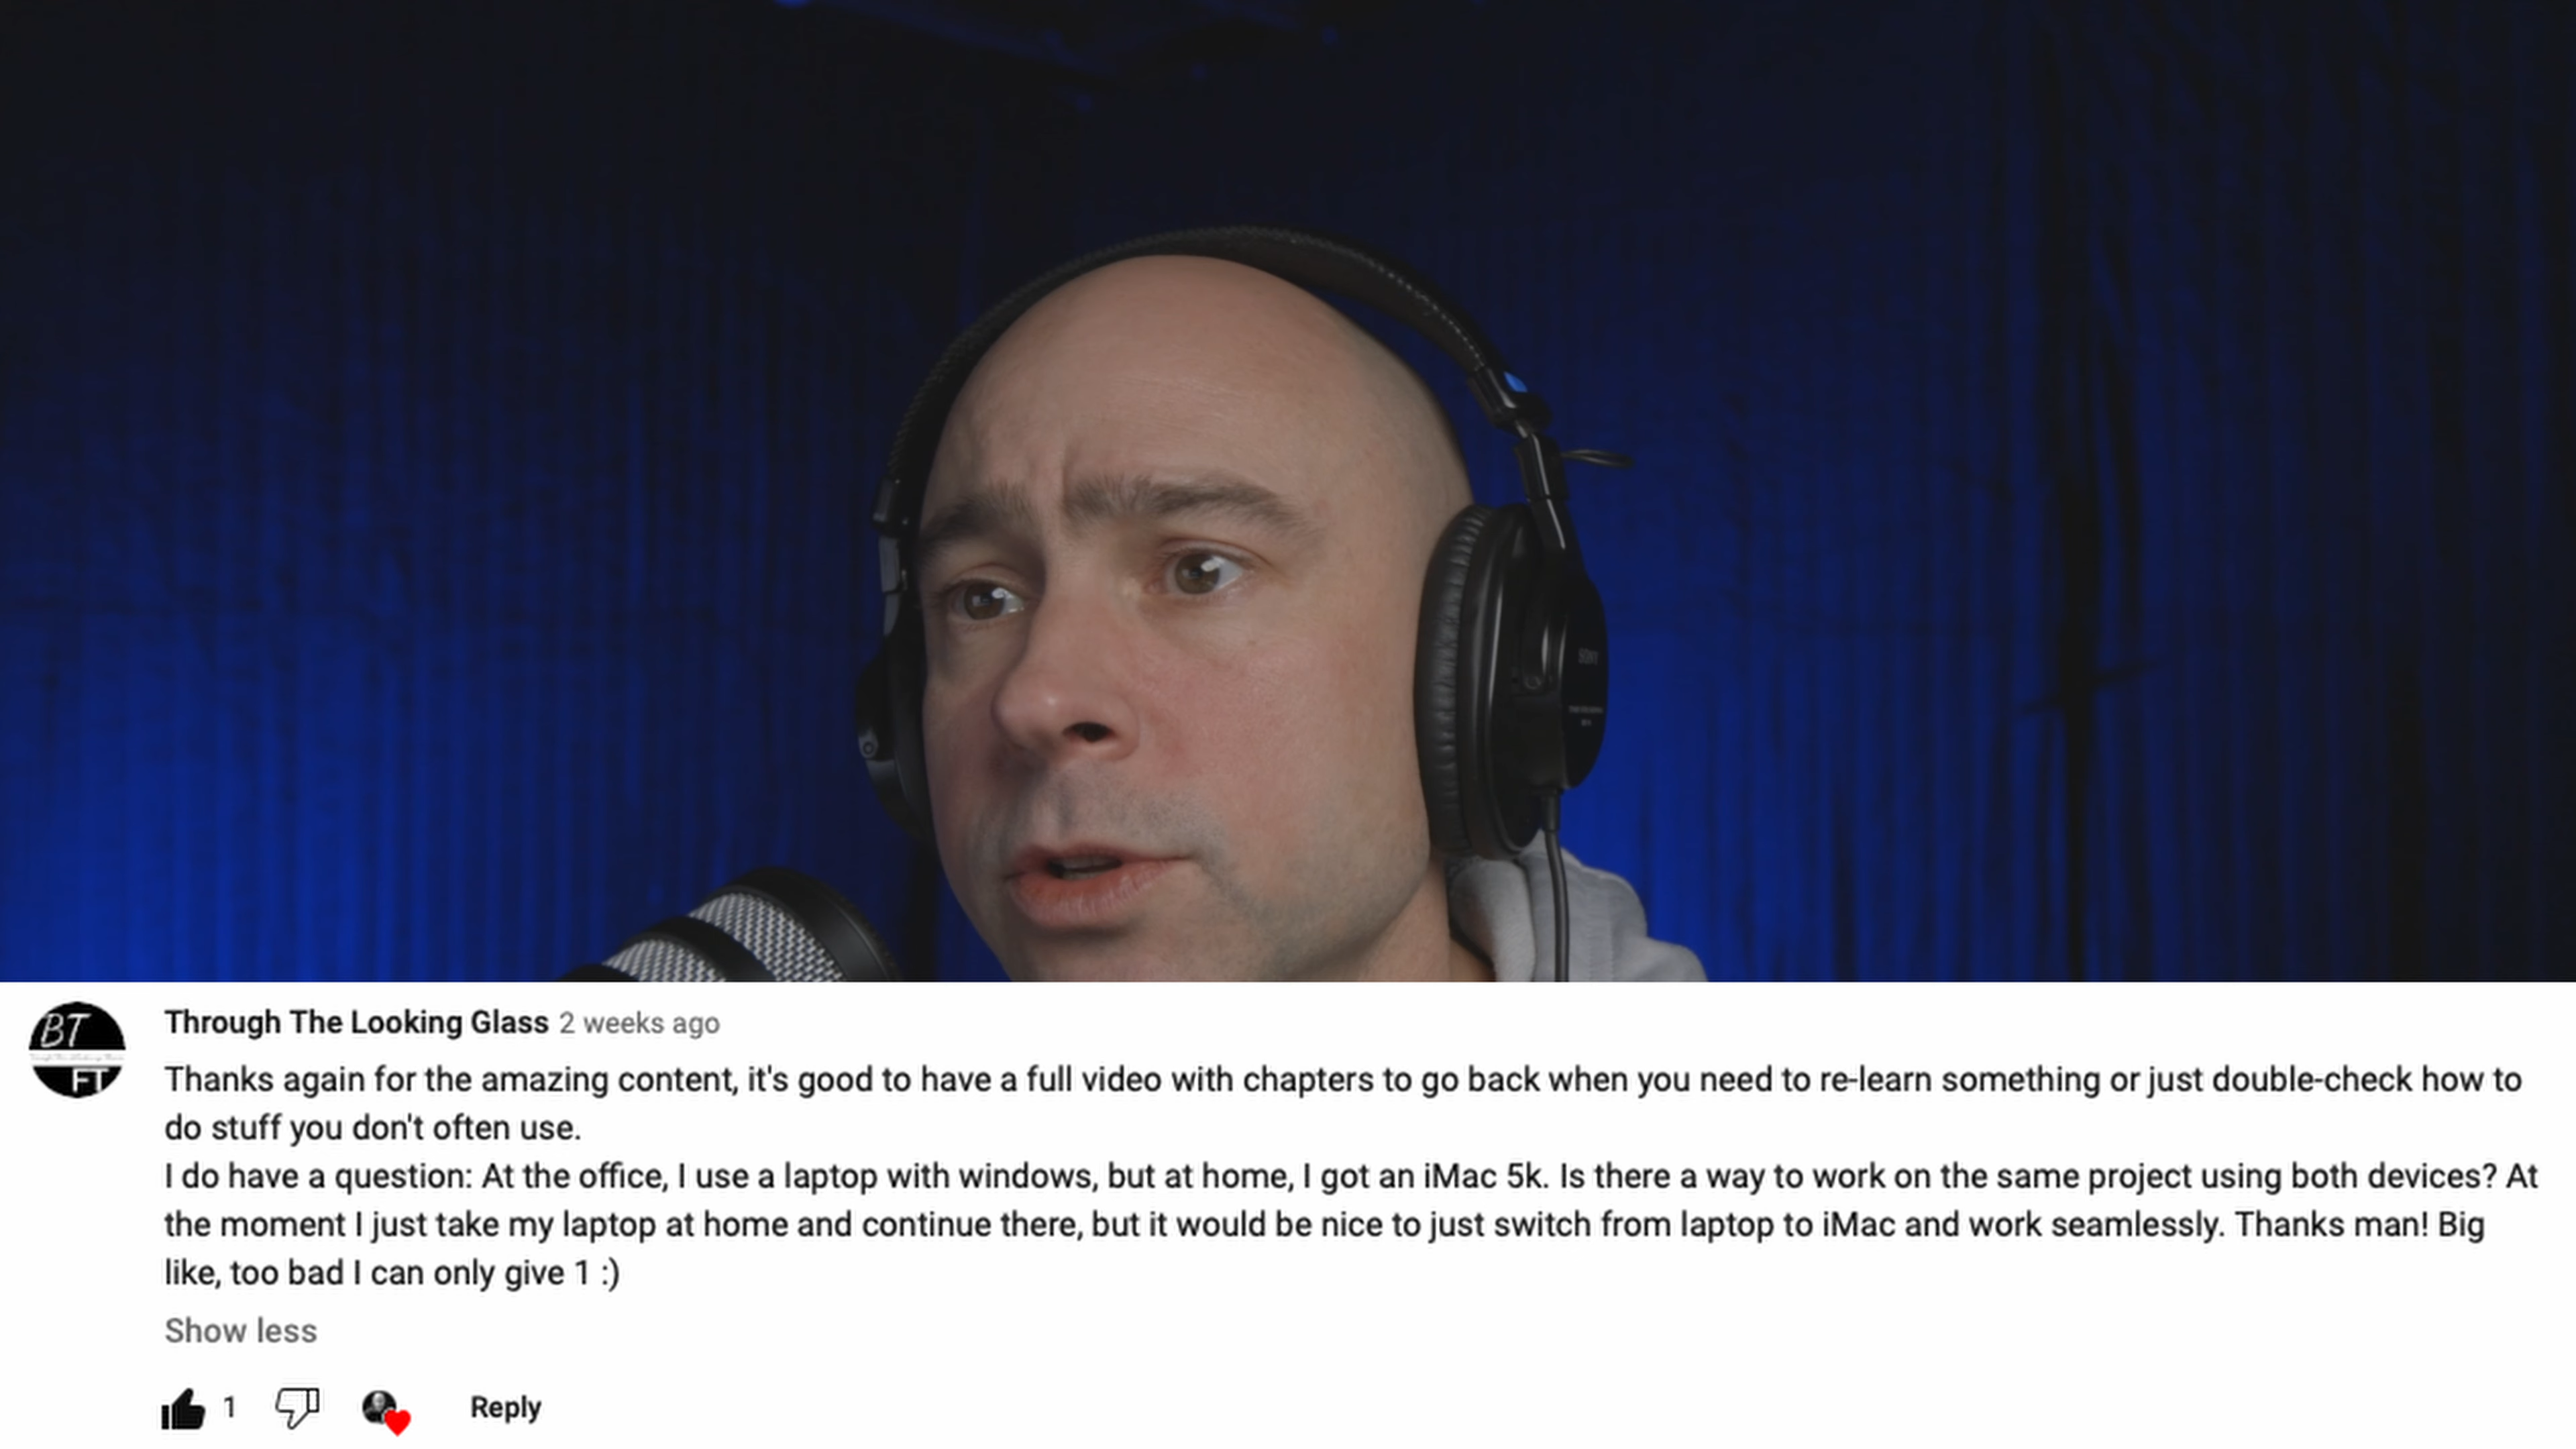 SONY
BT
FT
Through The Looking Glass 2 weeks ago
Thanks again for the amazing content, it's good to have a full video with chapters to go back when you need to re-learn something or just double-check how to
do stuff you don't often use.
I do have a question: At the office, I use a laptop with windows, but at home, I got an iMac 5k. Is there a way to work on the same project using both devices? At
the moment I just take my laptop at home and continue there, but it would be nice to just switch from laptop to iMac and work seamlessly. Thanks man! Big
like, too bad I can only give 1 :)
Show less
1
Reply